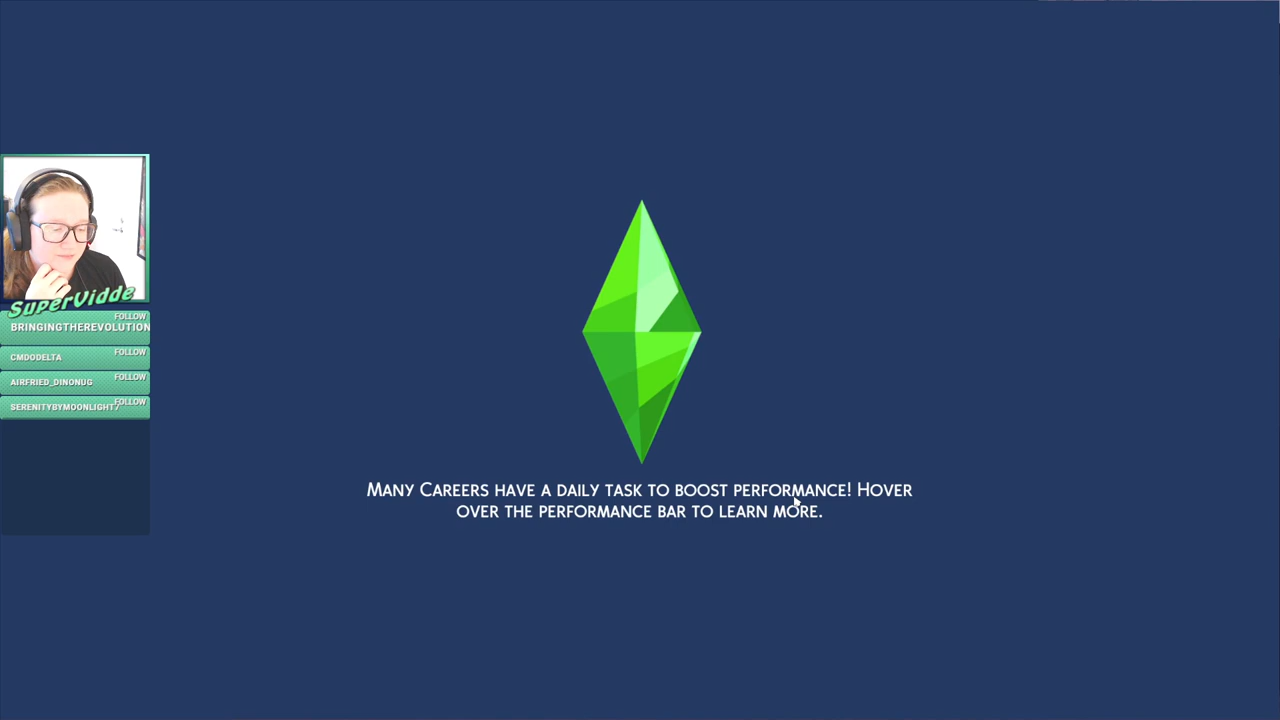 SuperVidde
FOLLOW
BRINGINGTHEREVOLUTION
FOLLOW
CMDODELTA
FOLLOW
AIRFRIED_DINONUG
FOLLOW
SERENITYBYMOONLIGHT7
MANY CAREERS HAVE A DAILY TASK TO BOOST PERFORMANCE! HOVER
OVER THE PERFORMANCE BAR TO LEARN MORE.